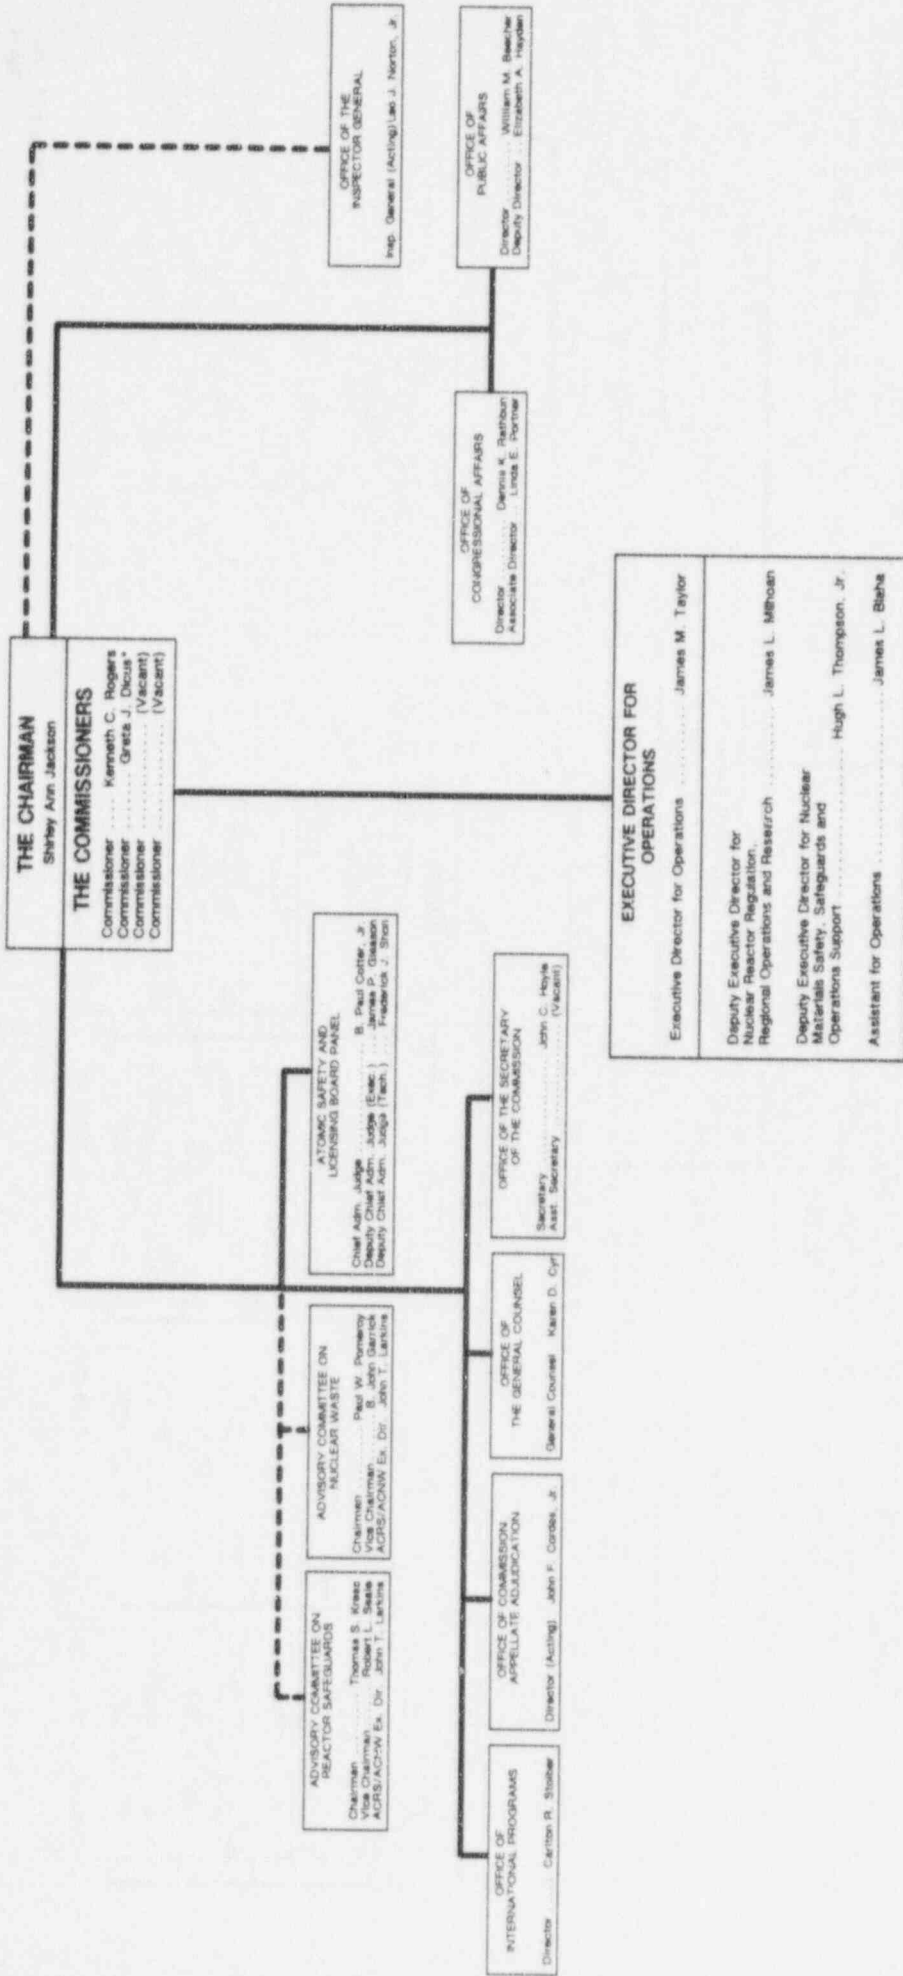 THE CHAIRMAN
Shirley Ann Jackson
THE COMMISSIONERS
Commissioner ..... Kenneth C. Rogers
Commissioner ..... Greta J. Dicus*
Commissioner ............ (Vacant)
Commissioner ............ (Vacant)
OFFICE OF THE
INSPECTOR GENERAL
Insp. General (Acting) Leo J. Norton, Jr.
ADVISORY COMMITTEE ON
REACTOR SAFEGUARDS
Chairman ........ Thomas S. Kress
Vice Chairman ........ Robert L. Seale
ACRS/ACNW Ex. Dir. John T. Larkins
ADVISORY COMMITTEE ON
NUCLEAR WASTE
Chairman ........ Paul W. Pomeroy
Vice Chairman ........ B. John Garrick
ACRS/ACNW Ex. Dir. John T. Larkins
ATOMIC SAFETY AND
LICENSING BOARD PANEL
Chief Adm. Judge ............ B. Paul Cotter, Jr.
Deputy Chief Adm. Judge (Exec.) ..... James P. Gleason
Deputy Chief Adm. Judge (Tech.) .... Frederick J. Shon
OFFICE OF
CONGRESSIONAL AFFAIRS
Director ........ Dennis K. Rathbun
Associate Director .... Linda E. Portner
OFFICE OF
PUBLIC AFFAIRS
Director ........ William M. Beecher
Deputy Director ... Elizabeth A. Hayden
OFFICE OF
INTERNATIONAL PROGRAMS
Director ..... Carlton R. Stoiber
OFFICE OF COMMISSION
APPELLATE ADJUDICATION
Director (Acting) John F. Cordes, Jr.
OFFICE OF
THE GENERAL COUNSEL
General Counsel Karen D. Cyr
OFFICE OF THE SECRETARY
OF THE COMMISSION
Secretary ............ John C. Hoyle
Asst. Secretary ............ (Vacant)
EXECUTIVE DIRECTOR FOR
OPERATIONS
Executive Director for Operations ........ James M. Taylor
Deputy Executive Director for
Nuclear Reactor Regulation,
Regional Operations and Research ........ James L. Milhoan
Deputy Executive Director for Nuclear
Materials Safety, Safeguards and
Operations Support ............ Hugh L. Thompson, Jr.
Assistant for Operations ............ James L. Blaha